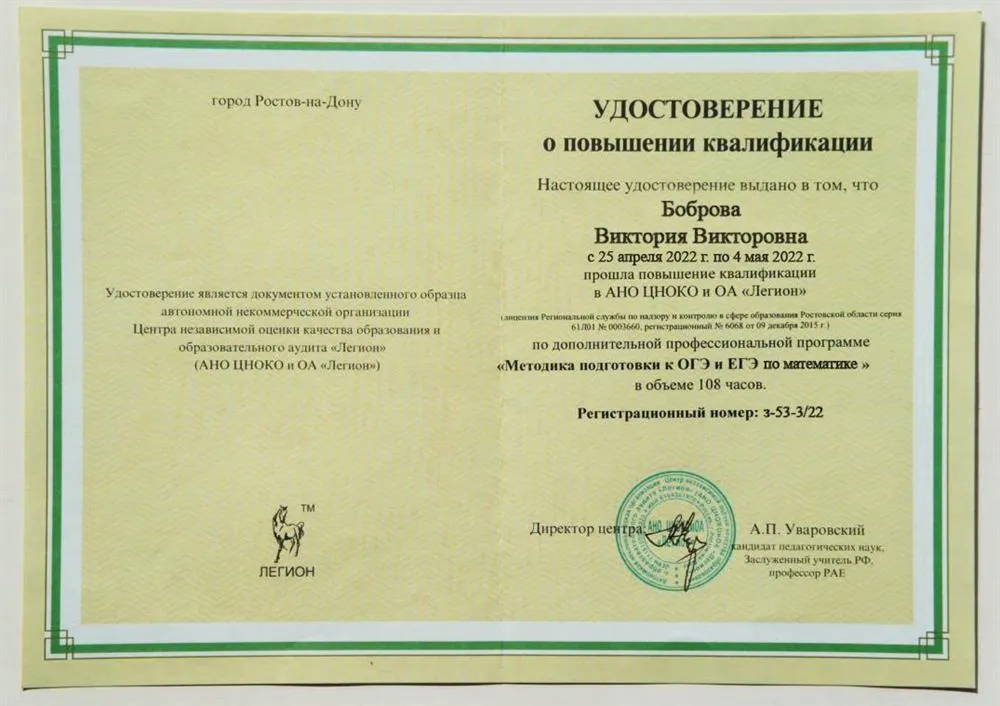 город Ростов-на-Дону
Удостоверение является документом установленного образца
автономной некоммерческой организации
Центра независимой оценки качества образования и
образовательного аудита «Легион»
(АНО ЦНОКО и ОА «Легион»)
TM
ЛЕГИОН
УДОСТОВЕРЕНИЕ
о повышении квалификации
Настоящее удостоверение выдано в том, что
Боброва
Виктория Викторовна
с 25 апреля 2022 г. по 4 мая 2022 г.
прошла повышение квалификации
в АНО ЦНОКО и ОА «Легион»
(лицензия Региональной службы по надзору и контролю в сфере образования Ростовской области серия
61Л01 № 0003660, регистрационный № 6068 от 09 декабря 2015 г.)
по дополнительной профессиональной программе
«Методика подготовки к ОГЭ и ЕГЭ по математике »
в объеме 108 часов.
Регистрационный номер: з-53-3/22
Директор центра:
А.П. Уваровский
кандидат педагогических наук,
Заслуженный учитель РФ,
профессор РАЕ